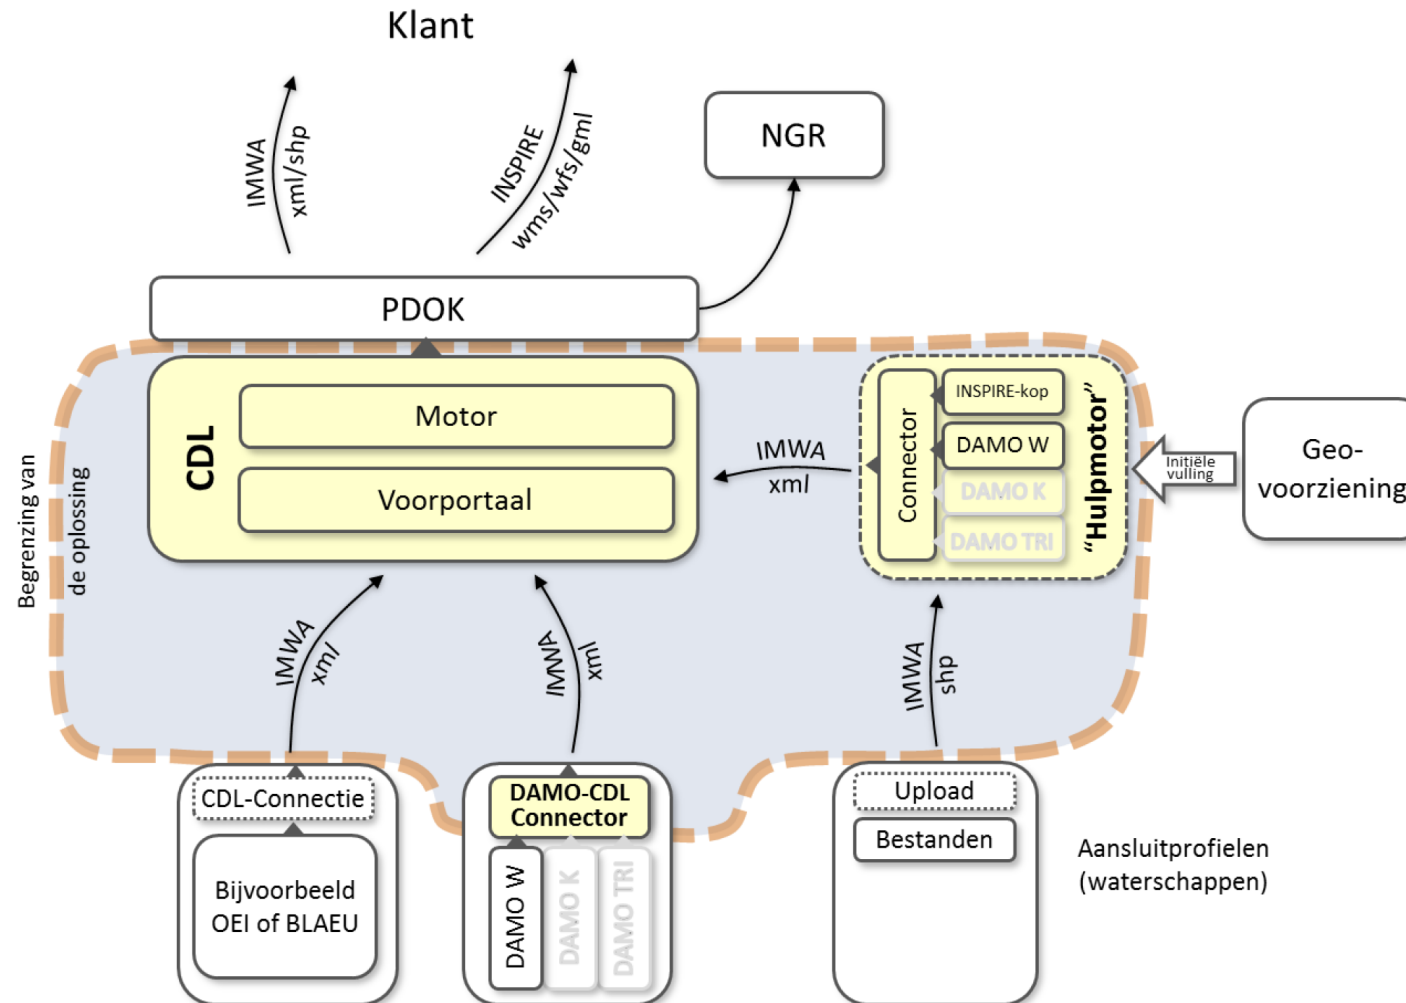 Klant
IMWA
xml/shp
INSPIRE
wms/wfs/gml
NGR
PDOK
CDL
Motor
Voorportaal
IMWA
xml
Connector
INSPIRE-kop
DAMO W
DAMO K
DAMO TRI
“Hulpmotor”
Initiële
vulling
Geo-
voorziening
Begrenzing van
de oplossing
IMWA
xml
IMWA
xml
IMWA
shp
CDL-Connectie
Bijvoorbeeld
OEI of BLAEU
DAMO-CDL
Connector
DAMO W
DAMO K
DAMO TRI
Upload
Bestanden
Aansluitprofielen
(waterschappen)